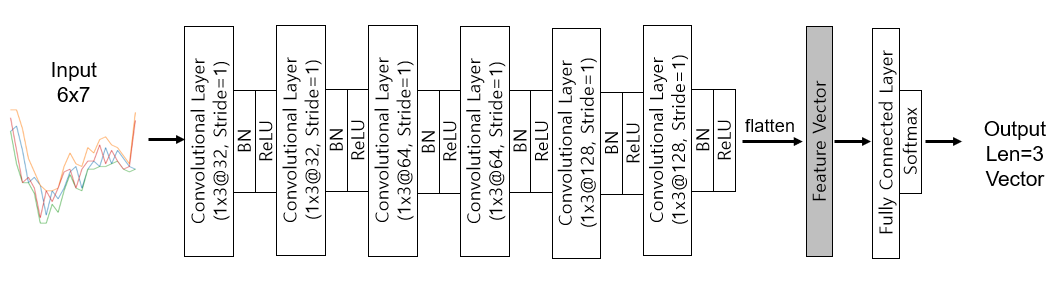 Input
6x7
Convolutional Layer
(1x3@32, Stride=1)
BN
ReLU
Convolutional Layer
(1x3@32, Stride=1)
BN
ReLU
Convolutional Layer
(1x3@64, Stride=1)
BN
ReLU
Convolutional Layer
(1x3@64, Stride=1)
BN
ReLU
Convolutional Layer
(1x3@128, Stride=1)
BN
ReLU
Convolutional Layer
(1x3@128, Stride=1)
BN
ReLU
flatten
Feature Vector
Fully Connected Layer
Softmax
Output
Len=3
Vector